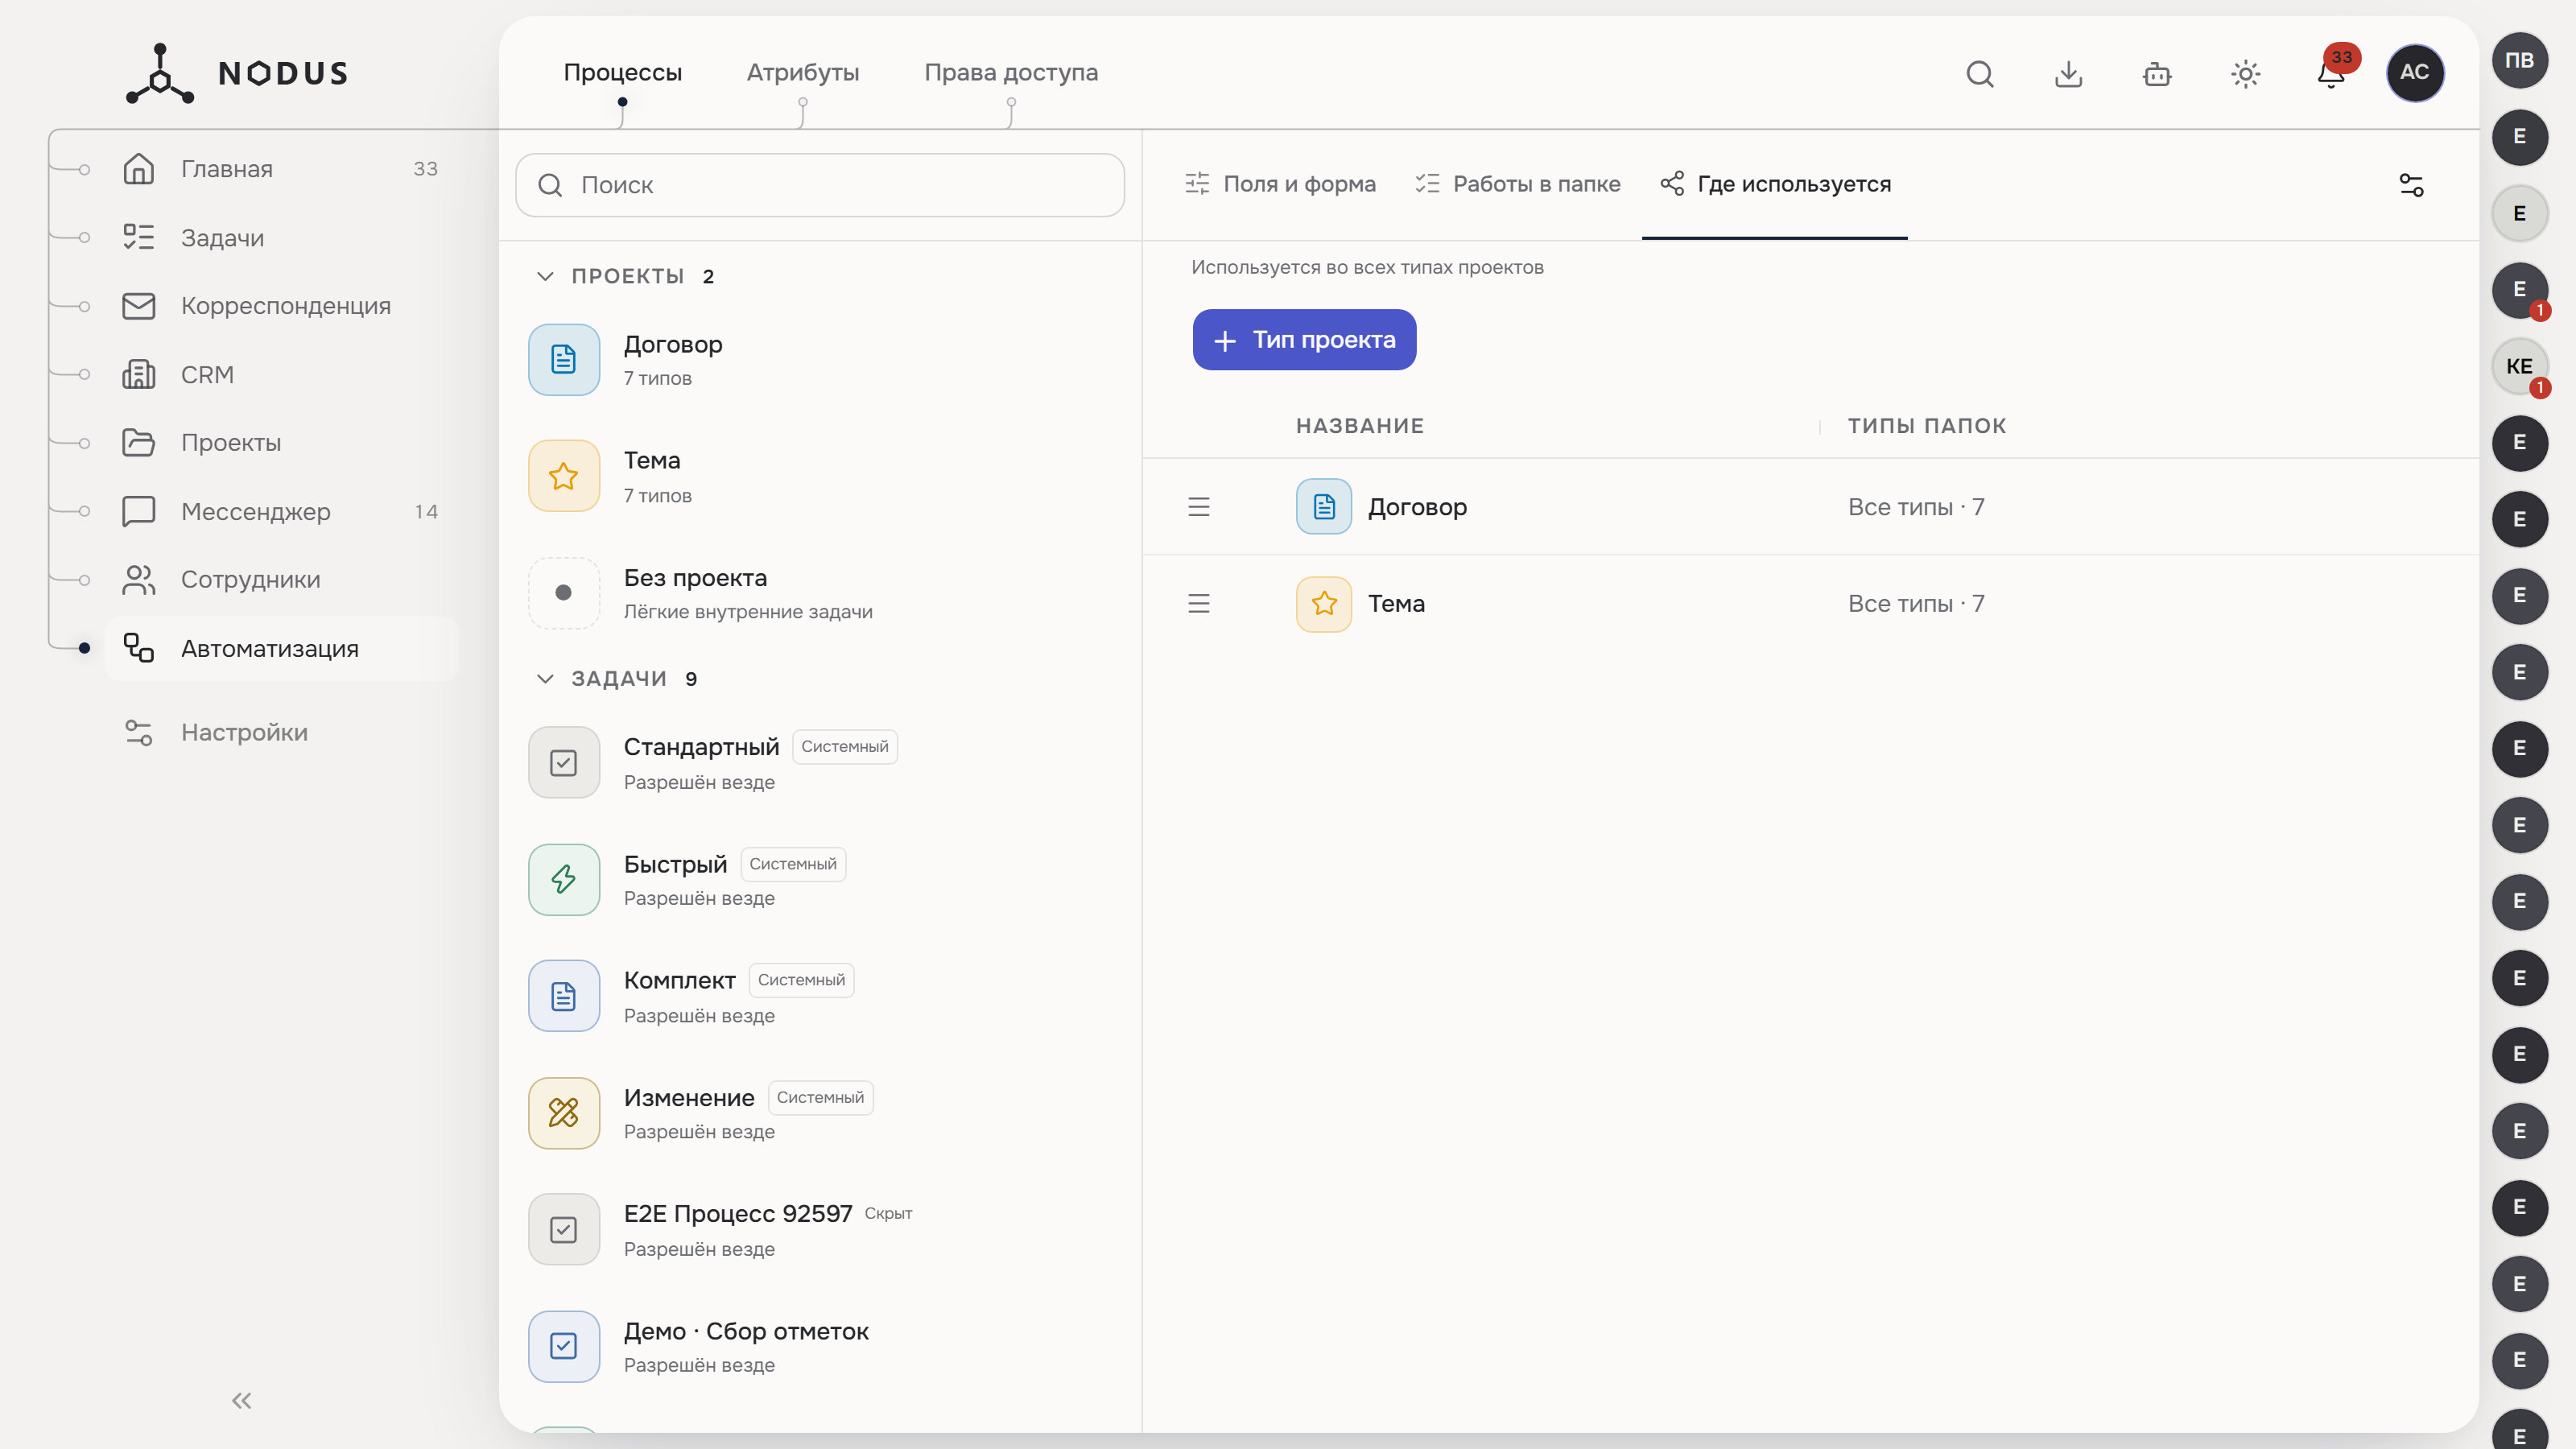 NODUS
Процессы
Атрибуты
Права доступа
33
АС
Главная 33
Задачи
Корреспонденция
CRM
Проекты
Мессенджер 14
Сотрудники
Автоматизация
Настройки
Поиск
ПРОЕКТЫ 2
Договор
7 типов
Тема
7 типов
Без проекта
Лёгкие внутренние задачи
ЗАДАЧИ 9
Стандартный Системный
Разрешён везде
Быстрый Системный
Разрешён везде
Комплект Системный
Разрешён везде
Изменение Системный
Разрешён везде
E2E Процесс 92597 Скрыт
Разрешён везде
Демо · Сбор отметок
Разрешён везде
Поля и форма
Работы в папке
Где используется
Используется во всех типах проектов
Тип проекта
НАЗВАНИЕ
ТИПЫ ПАПОК
Договор
Все типы · 7
Тема
Все типы · 7
ПВ
Е
Е
Е
1
КЕ
1
Е
Е
Е
Е
Е
Е
Е
Е
Е
Е
Е
Е
Е
Е